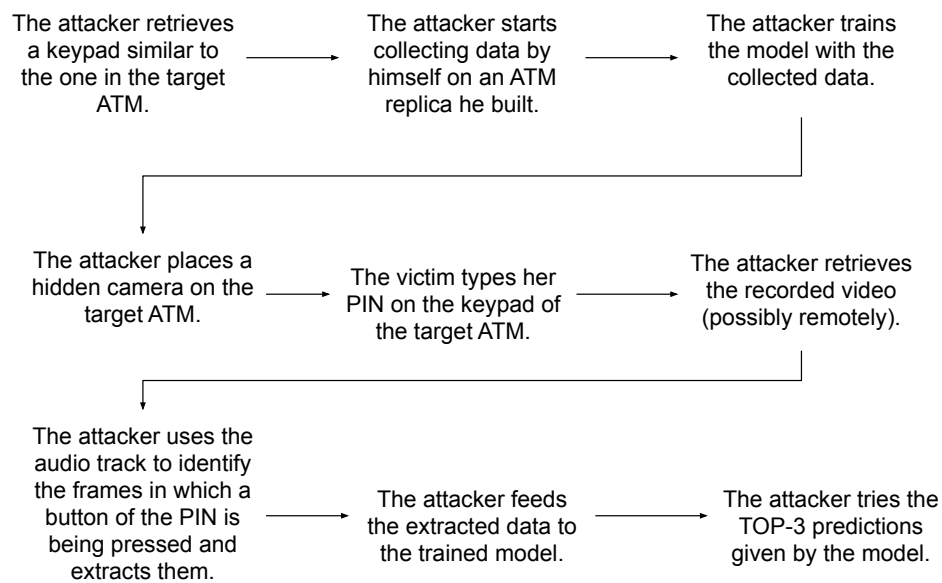 The attacker retrieves
a keypad similar to
the one in the target
ATM.
The attacker starts
collecting data by
himself on an ATM
replica he built.
The attacker trains
the model with the
collected data.
The attacker places a
hidden camera on the
target ATM.
The victim types her
PIN on the keypad of
the target ATM.
The attacker retrieves
the recorded video
(possibly remotely).
The attacker uses the
audio track to identify
the frames in which a
button of the PIN is
being pressed and
extracts them.
The attacker feeds
the extracted data to
the trained model.
The attacker tries the
TOP-3 predictions
given by the model.